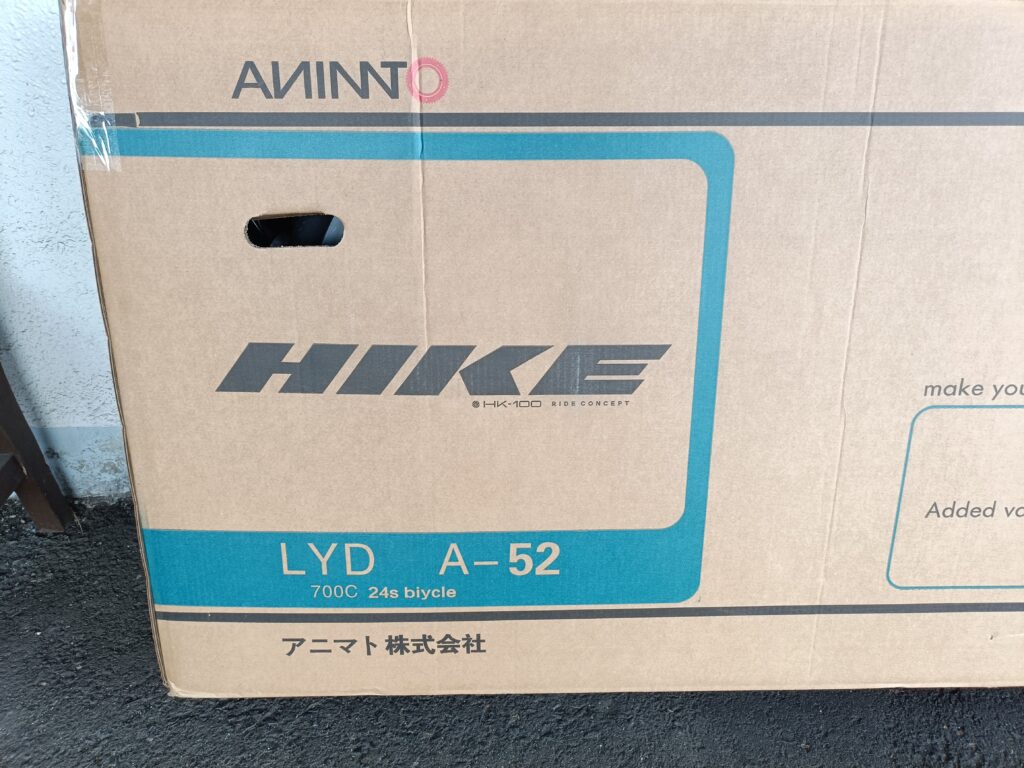 ANIMATO
HIKE
HK-100 RIDE CONCEPT
make you
Added va
LYD A-52
700C 24s biycle
アニマト株式会社